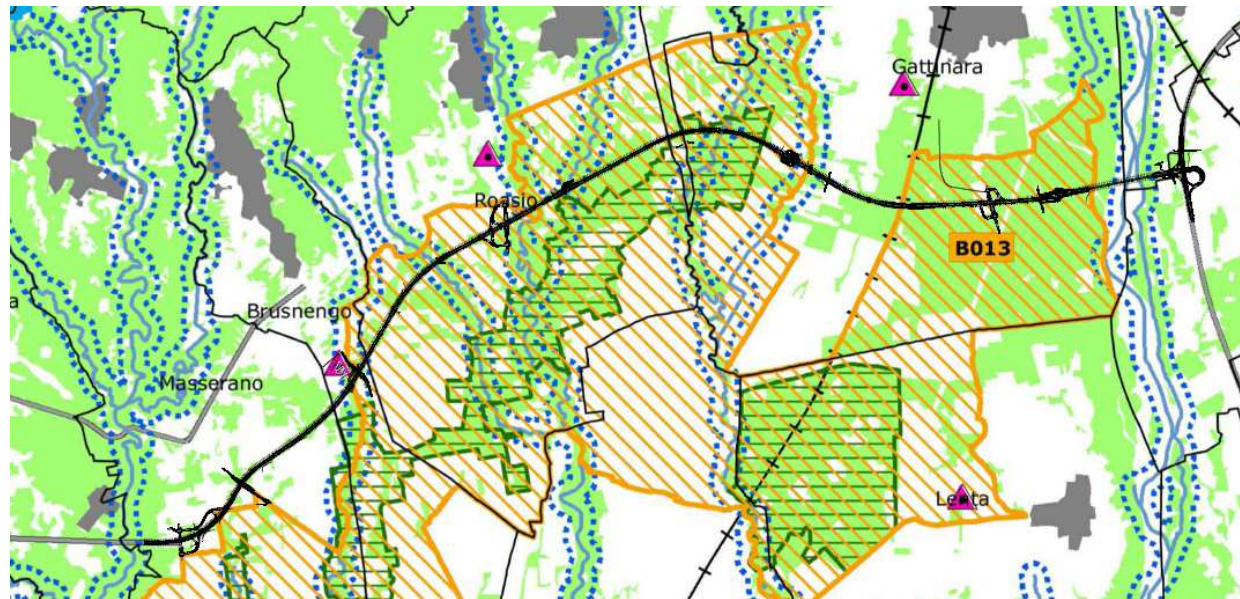 Gattinara
Roasio
B013
Brusnengo
a
Masserano
Lenta